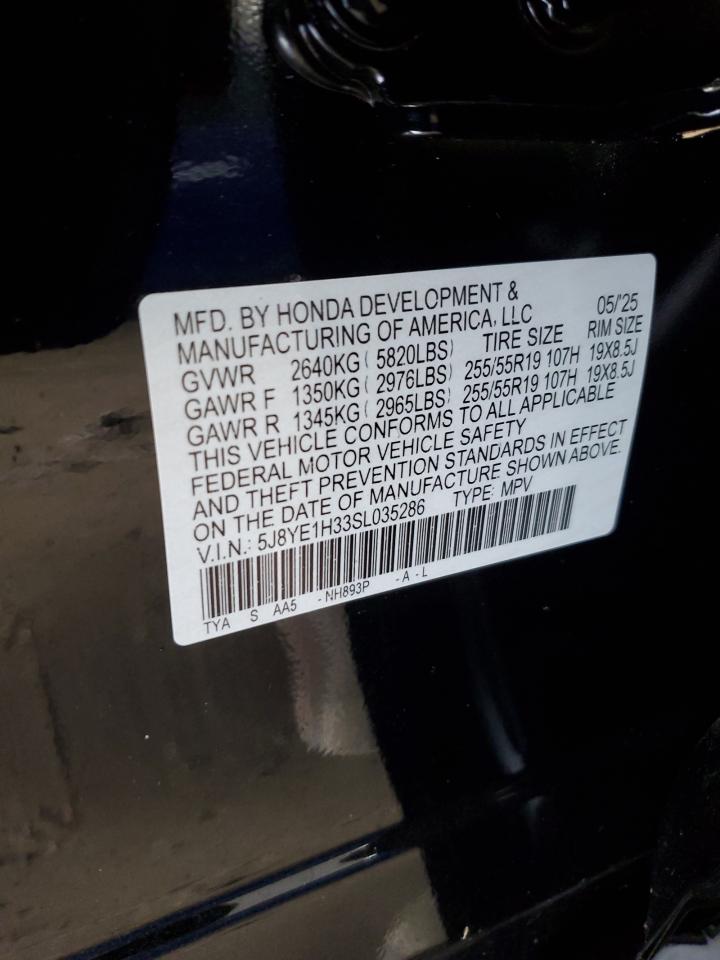 MFD. BY HONDA DEVELOPMENT & 05/'25
MANUFACTURING OF AMERICA, LLC
GVWR 2640KG ( 5820LBS) TIRE SIZE RIM SIZE
GAWR F 1350KG ( 2976LBS) 255/55R19 107H 19X8.5J
GAWR R 1345KG ( 2965LBS) 255/55R19 107H 19X8.5J
THIS VEHICLE CONFORMS TO ALL APPLICABLE
FEDERAL MOTOR VEHICLE SAFETY
AND THEFT PREVENTION STANDARDS IN EFFECT
ON THE DATE OF MANUFACTURE SHOWN ABOVE.
V.I.N.: 5J8YE1H33SL035286 TYPE: MPV
TYA S AA5 -NH893P -A-L